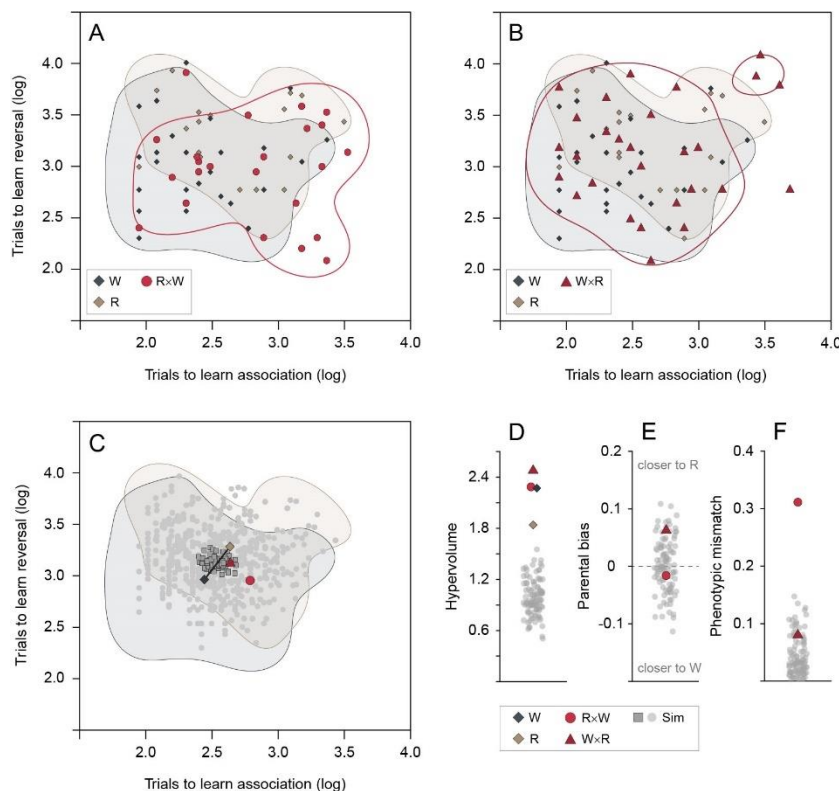 A
Trials to learn reversal (log)
4.0
3.5
3.0
2.5
2.0
W
R×W
R
2.0
2.5
3.0
3.5
4.0
Trials to learn association (log)
B
4.0
3.5
3.0
2.5
2.0
W
W×R
R
2.0
2.5
3.0
3.5
4.0
Trials to learn association (log)
C
Trials to learn reversal (log)
4.0
3.5
3.0
2.5
2.0
2.0
2.5
3.0
3.5
4.0
Trials to learn association (log)
D
Hypervolume
2.4
1.8
1.2
0.6
E
Parental bias
0.2
closer to R
0.1
0
-0.1
closer to W
F
Phenotypic mismatch
0.4
0.3
0.2
0.1
W
R×W
Sim
R
W×R